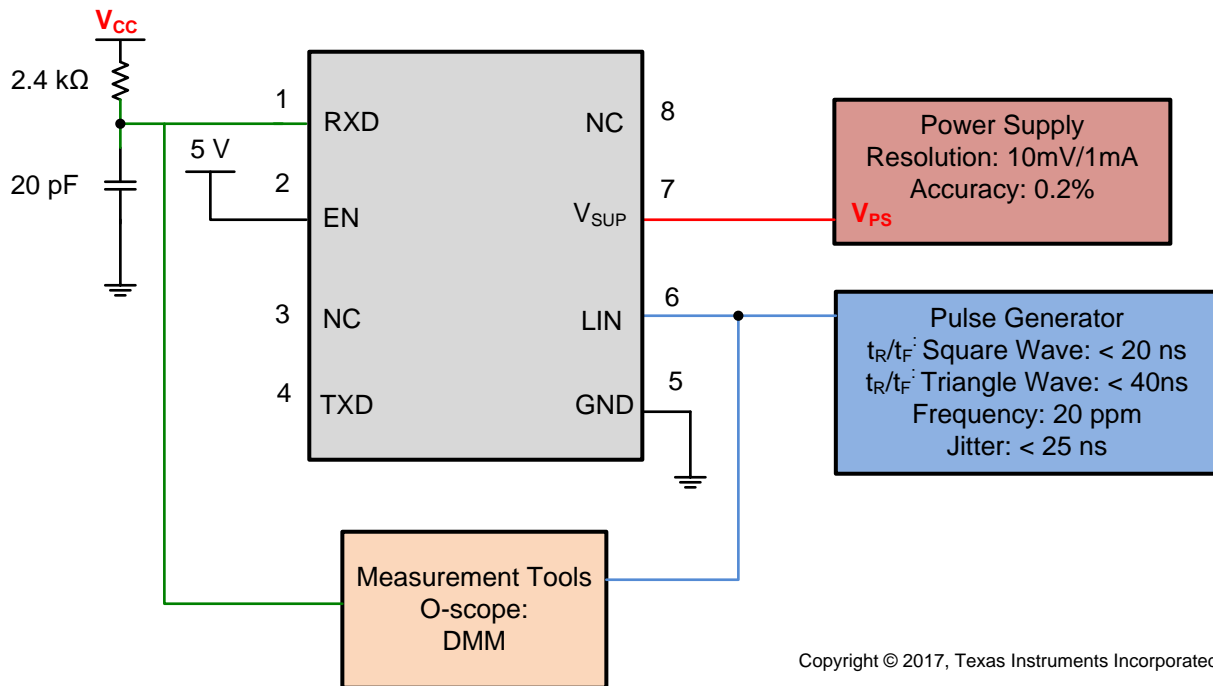 VCC
2.4 kΩ
20 pF
5 V
1
RXD
2
EN
3
NC
4
TXD
NC
8
VSUP
7
LIN
6
GND
5
Power Supply
Resolution: 10mV/1mA
Accuracy: 0.2%
VPS
Pulse Generator
tR/tF: Square Wave: < 20 ns
tR/tF: Triangle Wave: < 40ns
Frequency: 20 ppm
Jitter: < 25 ns
Measurement Tools
O-scope:
DMM
Copyright © 2017, Texas Instruments Incorporated